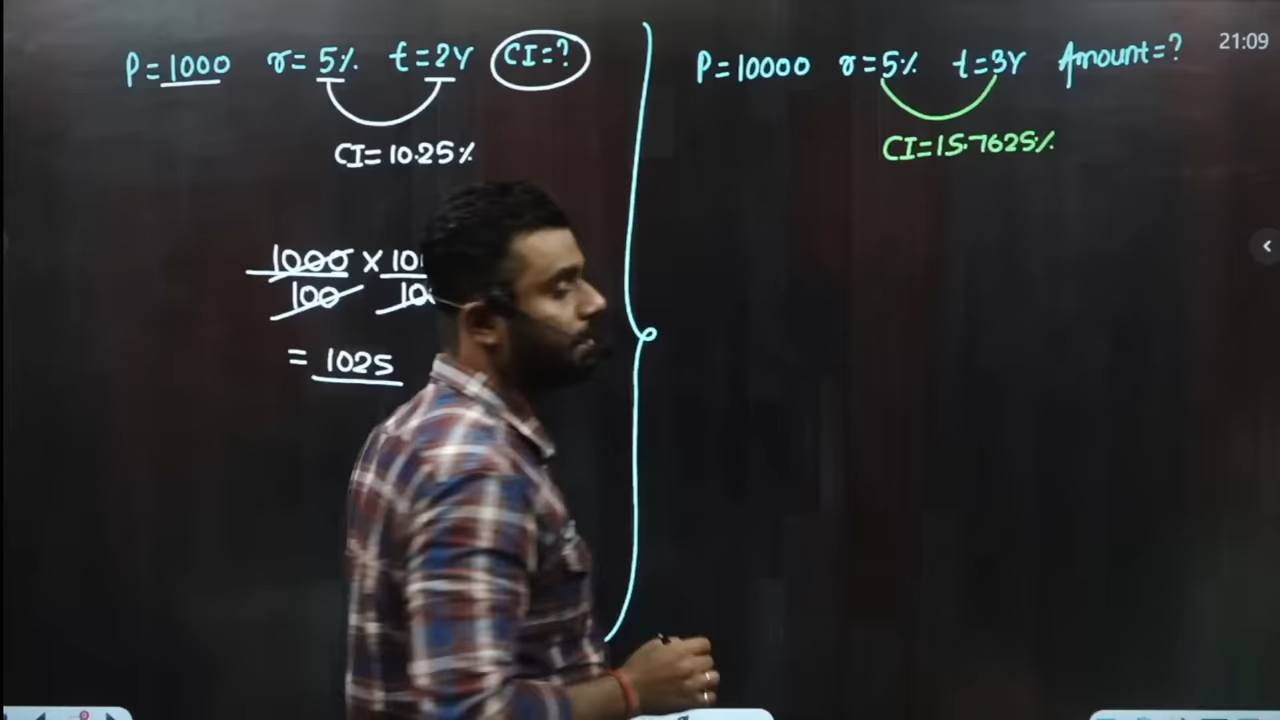 P = 1000 r = 5% t = 2Y CI = ?
CI = 10.25%
1000 × 10
100 10
= 1025
P = 10000 r = 5% t = 3Y Amount = ?
CI = 15.7625%
21:09